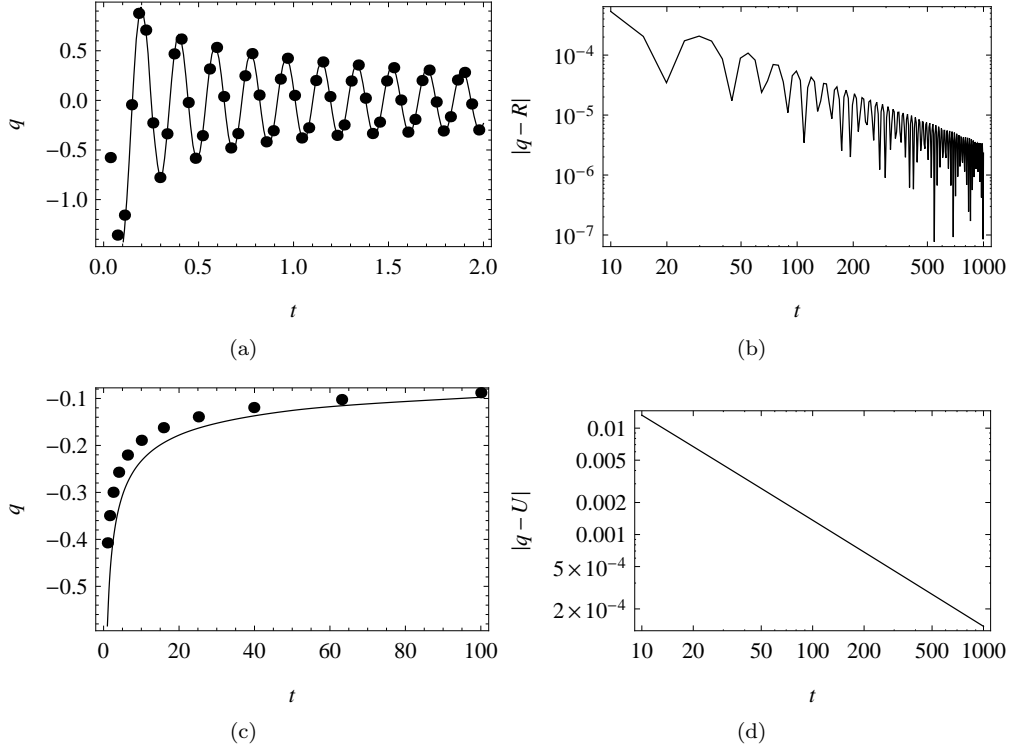 0.5
0.0
−0.5
−1.0
q
0.0 0.5 1.0 1.5 2.0
t
(a)
10⁻⁴
10⁻⁵
10⁻⁶
10⁻⁷
|q − R|
10 20 50 100 200 500 1000
t
(b)
−0.1
−0.2
−0.3
−0.4
−0.5
q
0 20 40 60 80 100
t
(c)
0.01
0.005
0.002
0.001
5 × 10⁻⁴
2 × 10⁻⁴
|q − U|
10 20 50 100 200 500 1000
t
(d)